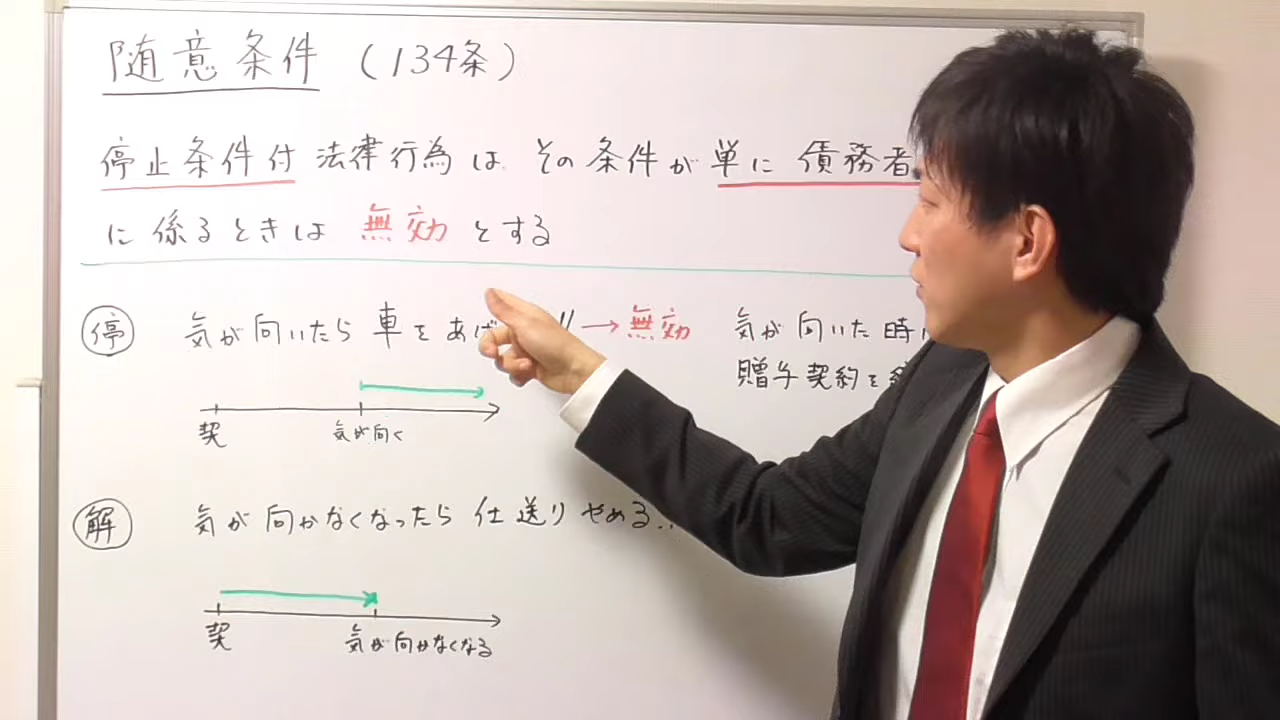 随意条件 (134条)
停止条件付 法律行為は その条件が 単に 債務者
に係るときは 無効 とする
停 気が向いたら 車をあげ → 無効
気が向いた時
贈与契約を
契 気が向く
解 気が向かなくなったら 仕送りやめる..
契 気が向かなくなる